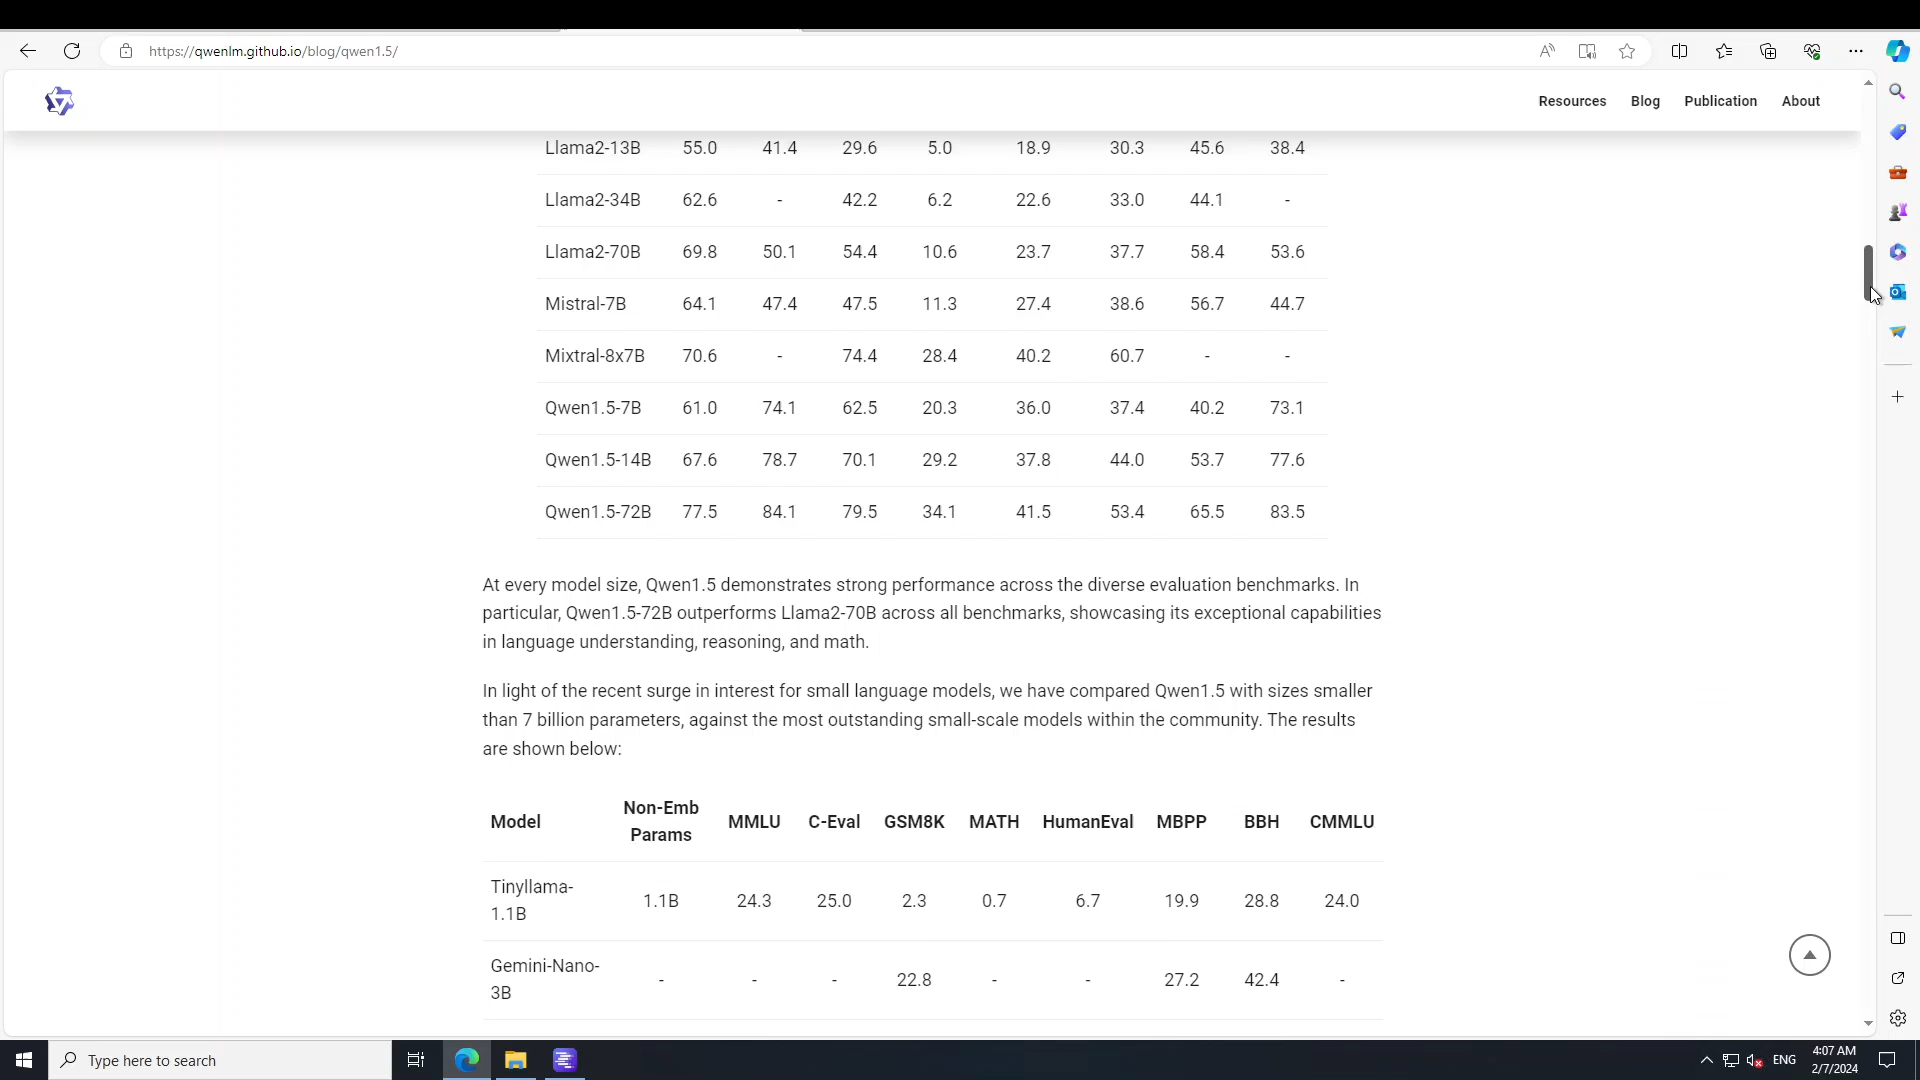 https://qwenlm.github.io/blog/qwen1.5/
Resources Blog Publication About
Llama2-13B 55.0 41.4 29.6 5.0 18.9 30.3 45.6 38.4
Llama2-34B 62.6 - 42.2 6.2 22.6 33.0 44.1 -
Llama2-70B 69.8 50.1 54.4 10.6 23.7 37.7 58.4 53.6
Mistral-7B 64.1 47.4 47.5 11.3 27.4 38.6 56.7 44.7
Mixtral-8x7B 70.6 - 74.4 28.4 40.2 60.7 - -
Qwen1.5-7B 61.0 74.1 62.5 20.3 36.0 37.4 40.2 73.1
Qwen1.5-14B 67.6 78.7 70.1 29.2 37.8 44.0 53.7 77.6
Qwen1.5-72B 77.5 84.1 79.5 34.1 41.5 53.4 65.5 83.5
At every model size, Qwen1.5 demonstrates strong performance across the diverse evaluation benchmarks. In
particular, Qwen1.5-72B outperforms Llama2-70B across all benchmarks, showcasing its exceptional capabilities
in language understanding, reasoning, and math.
In light of the recent surge in interest for small language models, we have compared Qwen1.5 with sizes smaller
than 7 billion parameters, against the most outstanding small-scale models within the community. The results
are shown below:
Model Non-Emb Params MMLU C-Eval GSM8K MATH HumanEval MBPP BBH CMMLU
Tinyllama-
1.1B 1.1B 24.3 25.0 2.3 0.7 6.7 19.9 28.8 24.0
Gemini-Nano-
3B - - - 22.8 - - 27.2 42.4 -
Type here to search
ENG
4:07 AM
2/7/2024